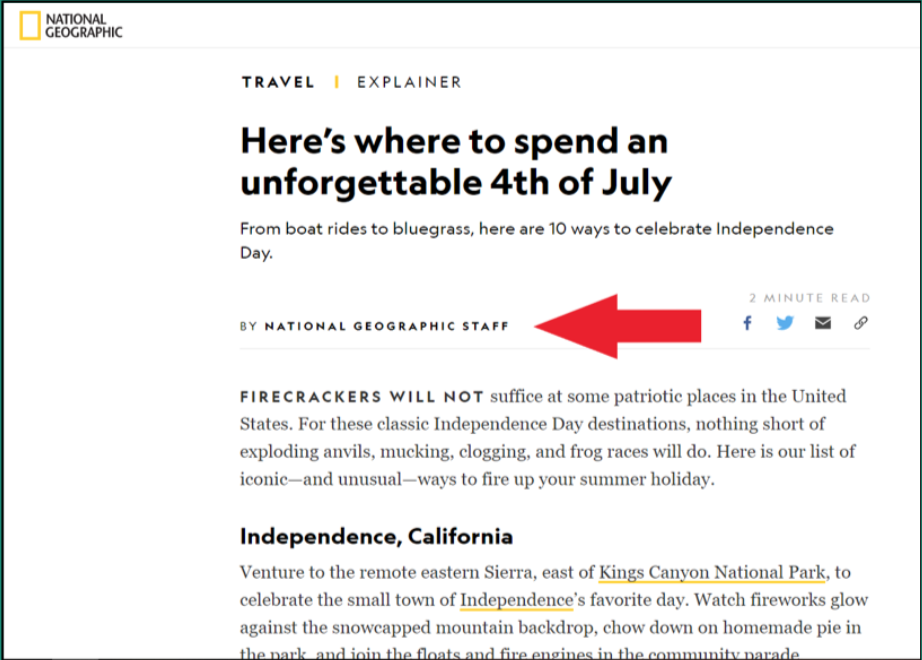 NATIONAL
GEOGRAPHIC
TRAVEL | EXPLAINER
Here's where to spend an
unforgettable 4th of July
From boat rides to bluegrass, here are 10 ways to celebrate Independence
Day.
2 MINUTE READ
BY NATIONAL GEOGRAPHIC STAFF
FIRECRACKERS WILL NOT suffice at some patriotic places in the United
States. For these classic Independence Day destinations, nothing short of
exploding anvils, mucking, clogging, and frog races will do. Here is our list of
iconic—and unusual—ways to fire up your summer holiday.
Independence, California
Venture to the remote eastern Sierra, east of Kings Canyon National Park, to
celebrate the small town of Independence's favorite day. Watch fireworks glow
against the snowcapped mountain backdrop, chow down on homemade pie in
the park, and join the floats and fire engines in the community parade